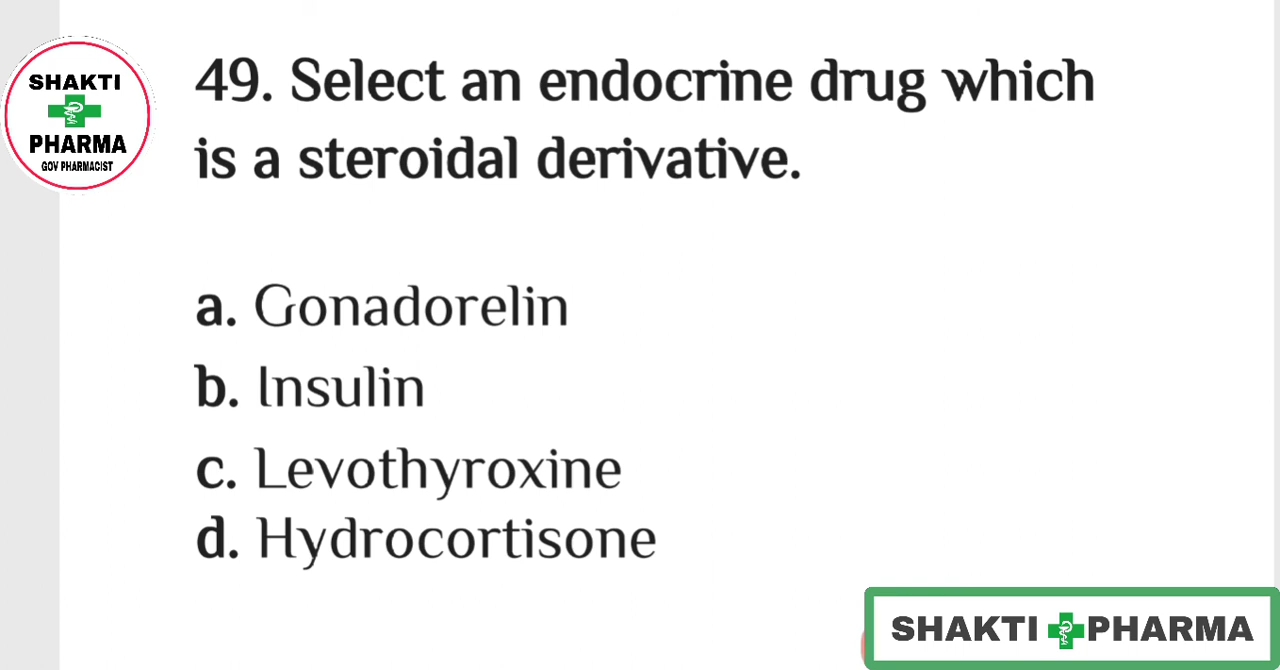 SHAKTI
PHARMA
GOV PHARMACIST
49. Select an endocrine drug which
is a steroidal derivative.
a. Gonadorelin
b. Insulin
c. Levothyroxine
d. Hydrocortisone
SHAKTI PHARMA